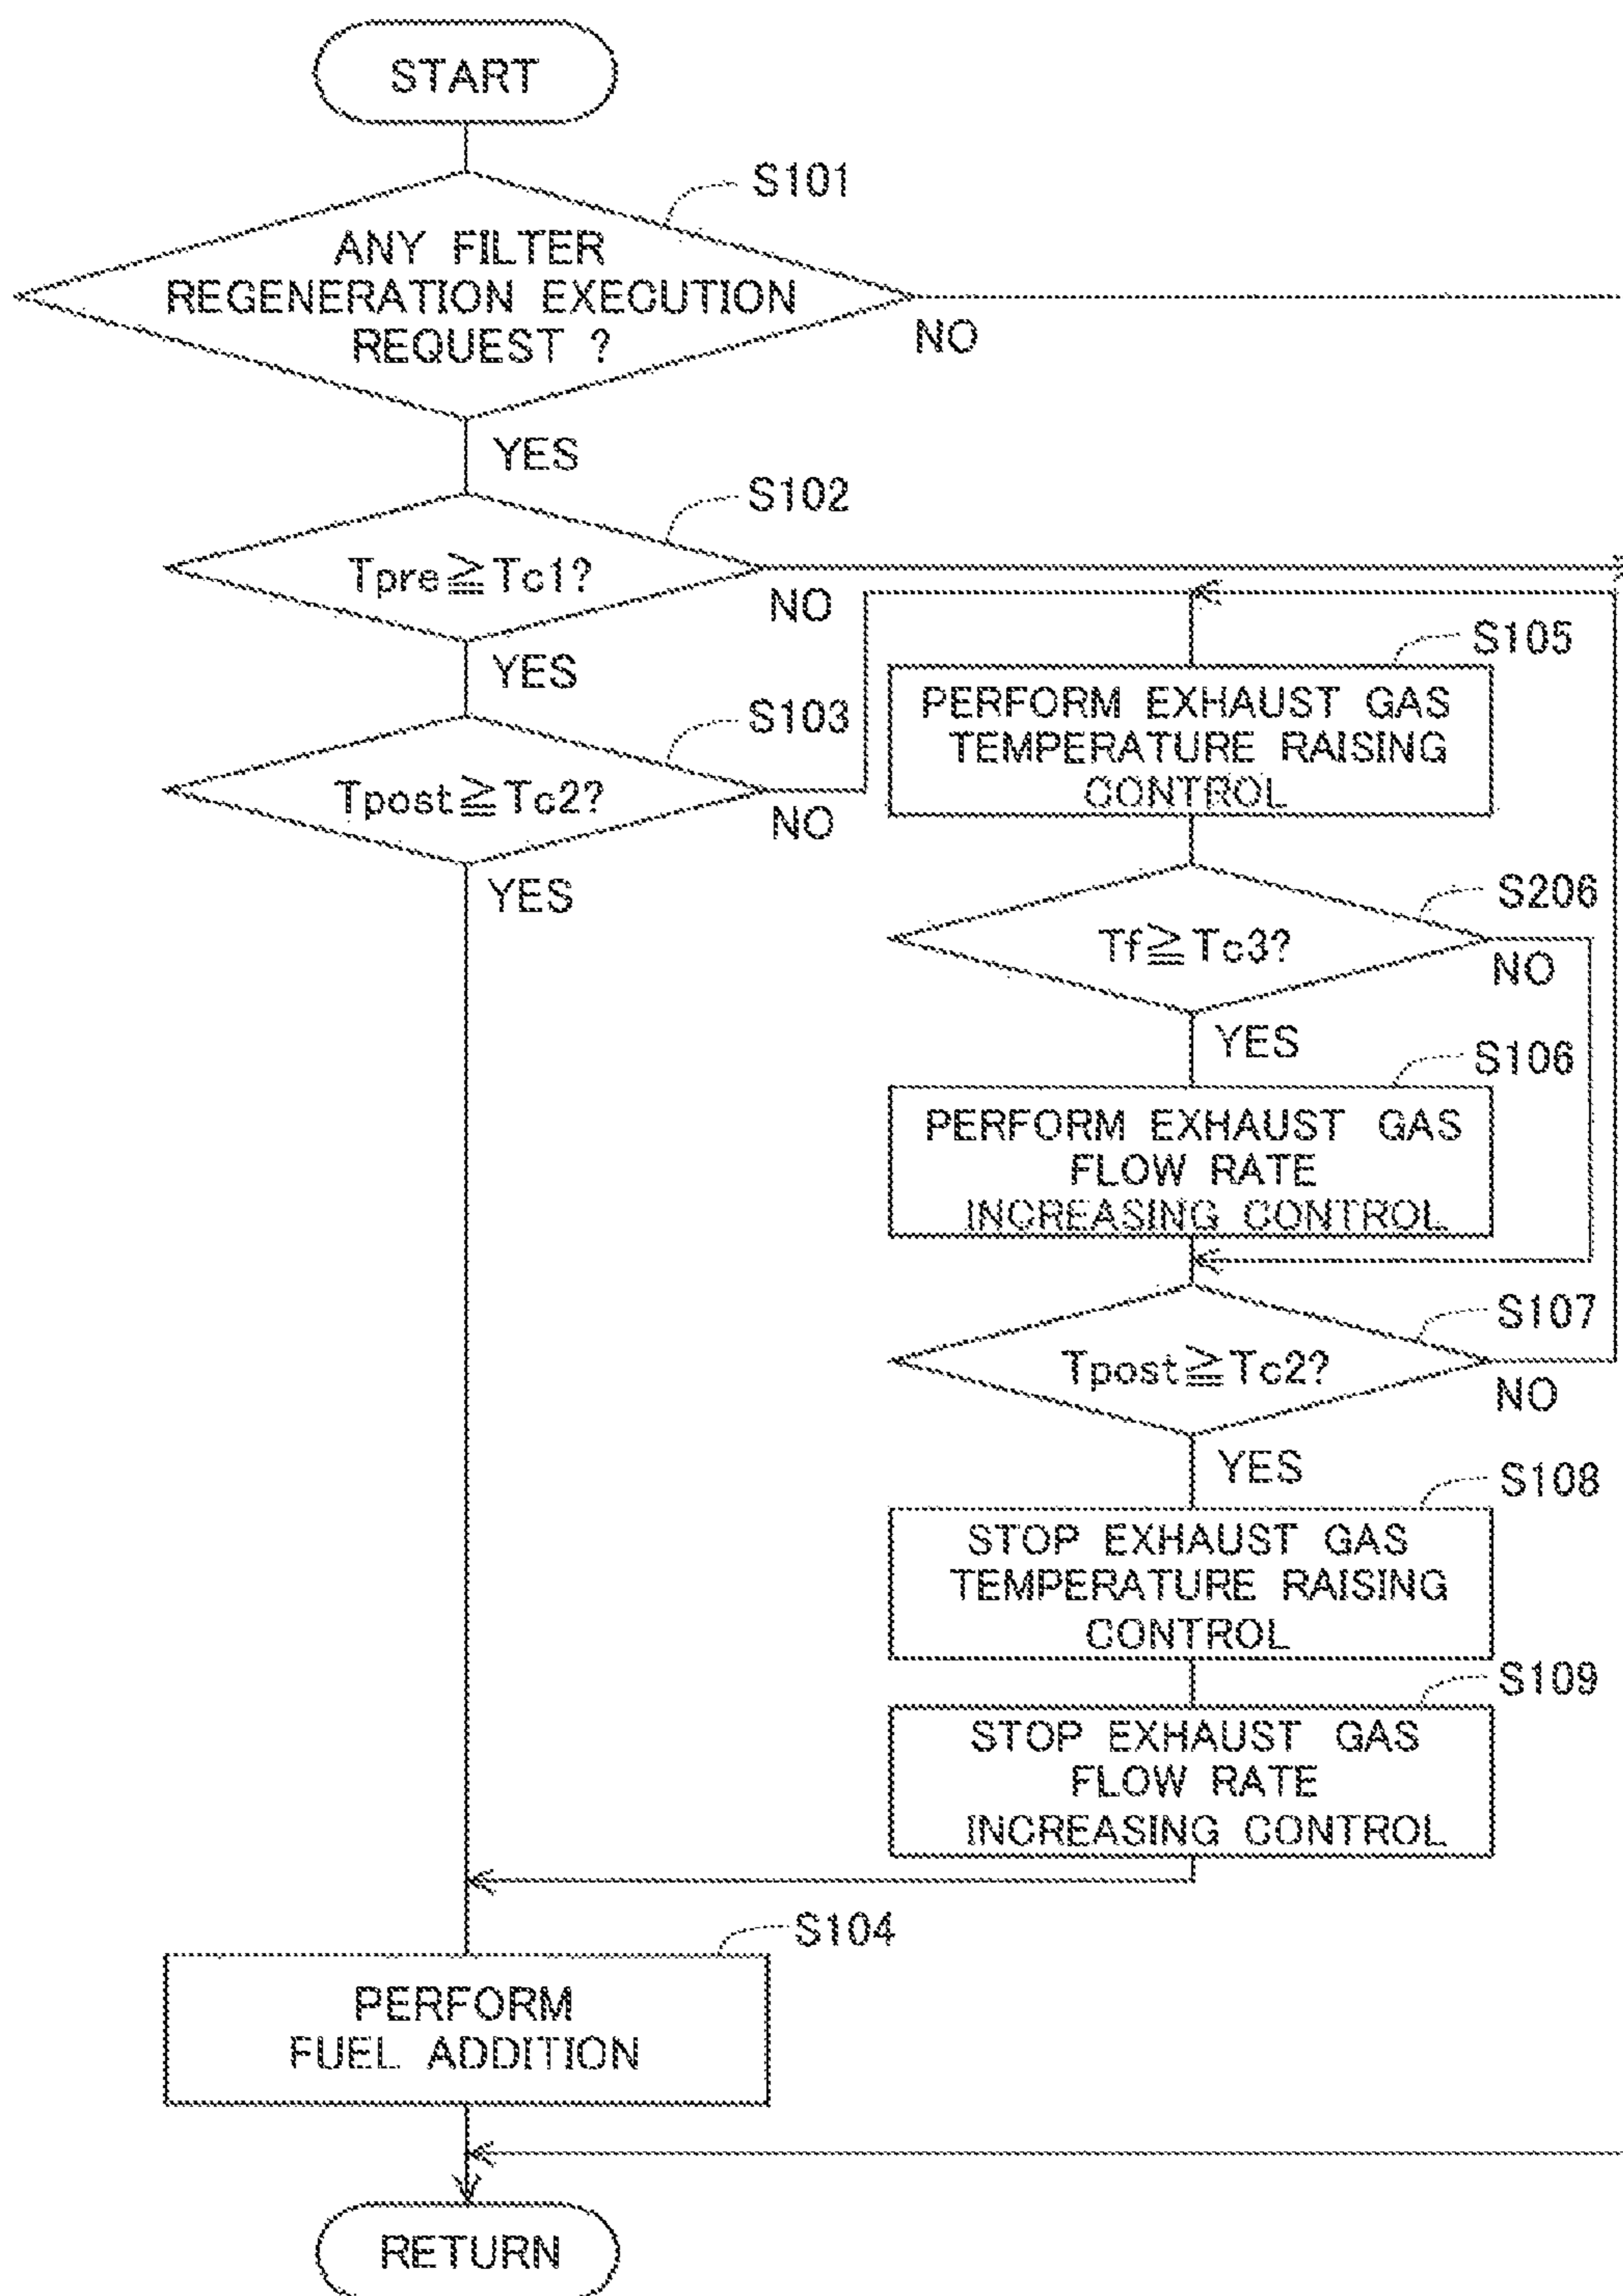 START
S101
ANY FILTER
REGENERATION EXECUTION
REQUEST ?
NO
YES
S102
Tpre≧Tc1?
NO
YES
S103
Tpost≧Tc2?
NO
YES
S105
PERFORM EXHAUST GAS
TEMPERATURE RAISING
CONTROL
S206
Tf≧Tc3?
NO
YES
S106
PERFORM EXHAUST GAS
FLOW RATE
INCREASING CONTROL
S107
Tpost≧Tc2?
NO
YES
S108
STOP EXHAUST GAS
TEMPERATURE RAISING
CONTROL
S109
STOP EXHAUST GAS
FLOW RATE
INCREASING CONTROL
S104
PERFORM
FUEL ADDITION
RETURN